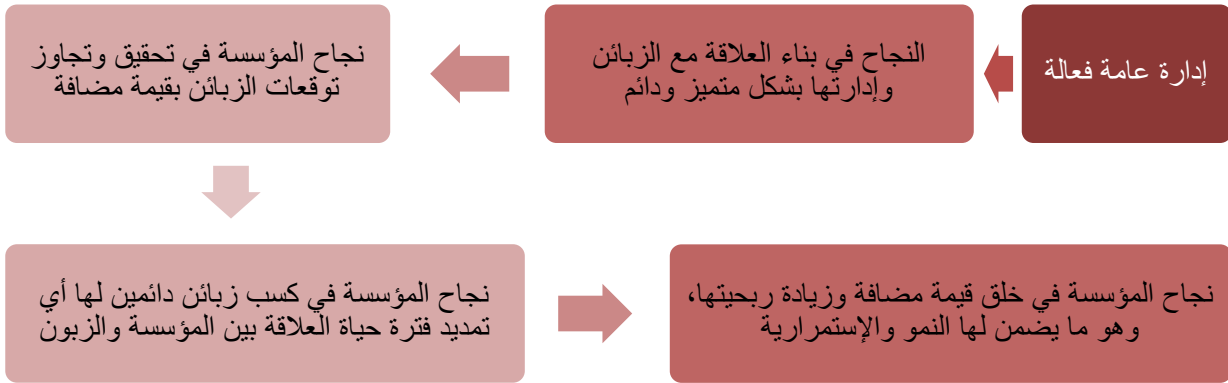 إدارة عامة فعالة
النجاح في بناء العلاقة مع الزبائن
وإدارتها بشكل متميز ودائم
نجاح المؤسسة في تحقيق وتجاوز
توقعات الزبائن بقيمة مضافة
نجاح المؤسسة في كسب زبائن دائمين لها أي
تمديد فترة حياة العلاقة بين المؤسسة والزبون
نجاح المؤسسة في خلق قيمة مضافة وزيادة ربحيتها،
وهو ما يضمن لها النمو والإستمرارية